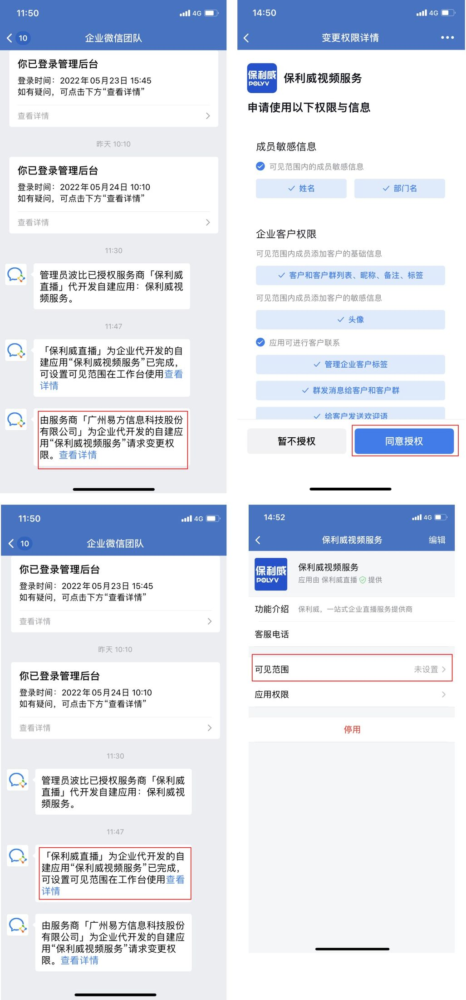 11:50
4G
10
企业微信团队
你已登录管理后台
登录时间：2022年05月23日 15:45
如有疑问，可点击下方“查看详情”
查看详情
昨天 10:10
你已登录管理后台
登录时间：2022年05月24日 10:10
如有疑问，可点击下方“查看详情”
查看详情
11:30
管理员波比已授权服务商「保利威
直播」代开发自建应用：保利威视
频服务。
11:47
「保利威直播」为企业代开发的自
建应用“保利威视频服务”已完成，
可设置可见范围在工作台使用查看
详情
由服务商「广州易方信息科技股份
有限公司」为企业代开发的自建应
用“保利威视频服务”请求变更权
限。查看详情
14:50
4G
变更权限详情
保利威
POLYV
保利威视频服务
申请使用以下权限与信息
成员敏感信息
可见范围内的成员敏感信息
姓名
部门名
企业客户权限
可见范围内成员添加客户的基础信息
客户和客户群列表、昵称、备注、标签
可见范围内成员添加客户的敏感信息
头像
应用可进行客户联系
管理企业客户标签
群发消息给客户和客户群
给客户发送欢迎语
暂不授权
同意授权
11:50
4G
10
企业微信团队
你已登录管理后台
登录时间：2022年05月23日 15:45
如有疑问，可点击下方“查看详情”
查看详情
昨天 10:10
你已登录管理后台
登录时间：2022年05月24日 10:10
如有疑问，可点击下方“查看详情”
查看详情
11:30
管理员波比已授权服务商「保利威
直播」代开发自建应用：保利威视
频服务。
11:47
「保利威直播」为企业代开发的自
建应用“保利威视频服务”已完成，
可设置可见范围在工作台使用查看
详情
由服务商「广州易方信息科技股份
有限公司」为企业代开发的自建应
用“保利威视频服务”请求变更权
限。查看详情
14:52
4G
保利威视频服务
编辑
保利威
POLYV
保利威视频服务
应用由 保利威直播 提供
功能介绍 保利威，一站式企业直播服务提供商
客服电话
可见范围 未设置
应用权限
停用